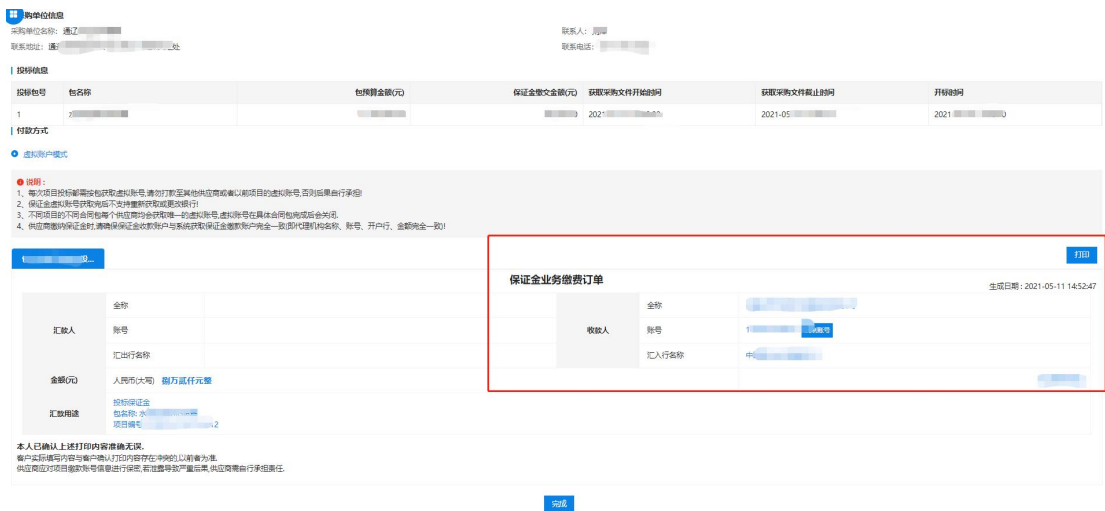 采购单位信息
采购单位名称: 通辽
联系人:
联系地址: 通 处
联系电话:
投标信息
投标包号 包名称 包预算金额(元) 保证金缴交金额(元) 获取采购文件开始时间 获取采购文件截止时间 开标时间
1 2021 2021-05 2021
付款方式
虚拟账户模式
说明:
1、每次项目投标都需按包获取虚拟账号,请勿打款至其他供应商或者以前项目的虚拟账号,否则后果自行承担!
2、保证金虚拟账号获取完后不支持重新获取或更改银行!
3、不同项目的不同合同包每个供应商均会获取唯一的虚拟账号,虚拟账号在具体合同包完成后会关闭.
4、供应商缴纳保证金时,请确保保证金收款账户与系统获取保证金缴款账户完全一致(即代理机构名称、账号、开户行、金额完全一致)!
打印
保证金业务缴费订单
生成日期：2021-05-11 14:52:47
汇款人 全称 收款人 全称
账号 账号 1 账号
汇出行名称 汇入行名称 中
金额(元) 人民币(大写) 捌万贰仟元整
汇款用途 投标保证金
包名称: 水
项目编号 2
本人已确认上述打印内容准确无误.
客户实际填写内容与客户确认打印内容存在冲突的,以前者为准.
供应商应对项目缴款账号信息进行保密,若泄露导致严重后果,供应商需自行承担责任.
完成